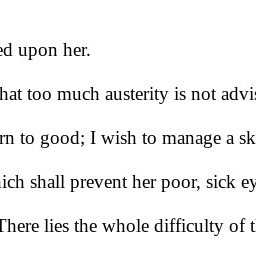 ed upon her.
hat too much austerity is not advis
rn to good; I wish to manage a sk
ich shall prevent her poor, sick ey
There lies the whole difficulty of t